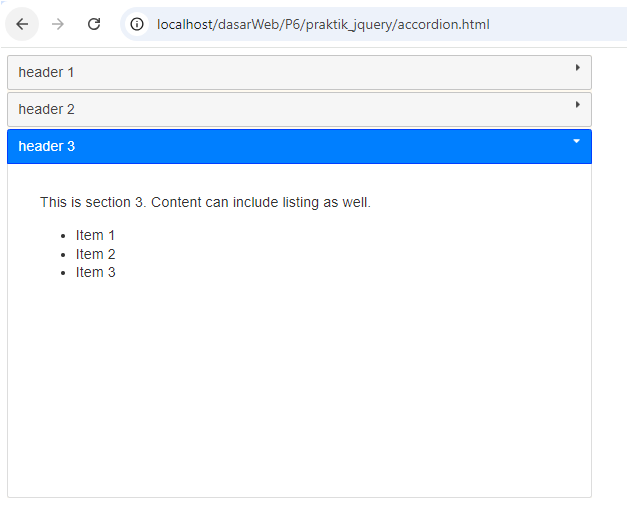 localhost/dasarWeb/P6/praktik_jquery/accordion.html
header 1
header 2
header 3
This is section 3. Content can include listing as well.
Item 1
Item 2
Item 3